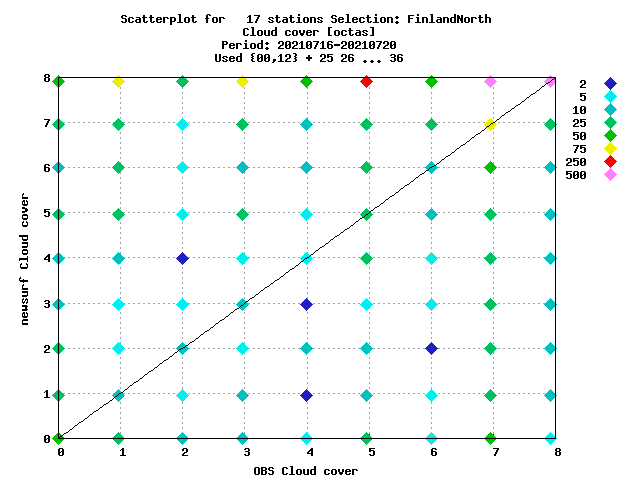 Scatterplot for   17 stations Selection: FinlandNorth
Cloud cover [octas]
Period: 20210716-20210720
Used {00,12} + 25 26 ... 36
8
7
6
5
4
3
2
1
0
newsurf Cloud cover
0 1 2 3 4 5 6 7 8
OBS Cloud cover
2
5
10
25
50
75
250
500